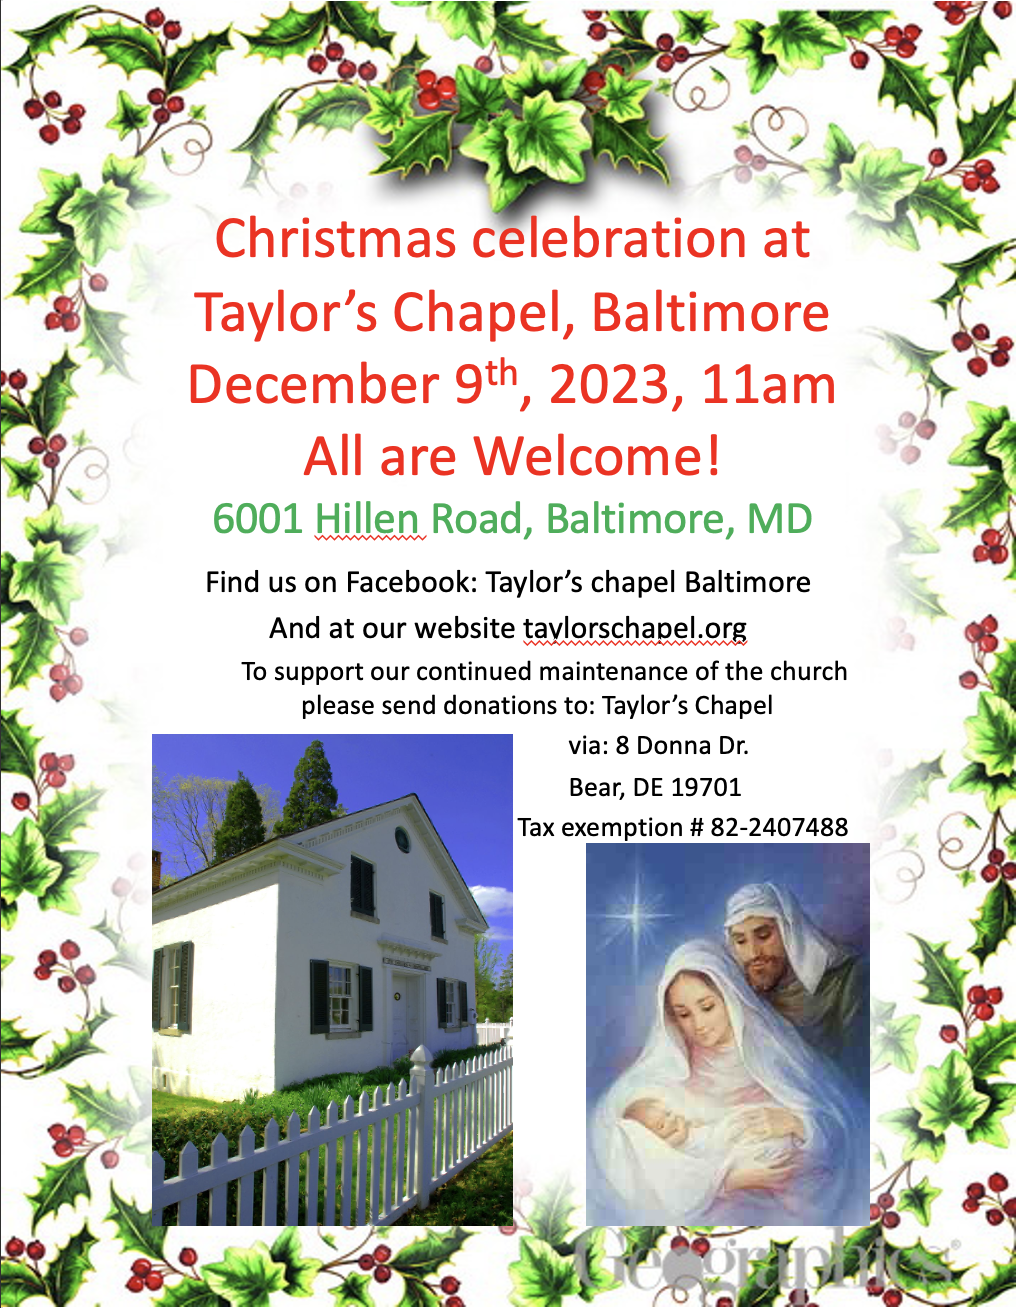 Christmas celebration at
Taylor’s Chapel, Baltimore
December 9th, 2023, 11am
All are Welcome!
6001 Hillen Road, Baltimore, MD
Find us on Facebook: Taylor’s chapel Baltimore
And at our website taylorschapel.org
To support our continued maintenance of the church
please send donations to: Taylor’s Chapel
via: 8 Donna Dr.
Bear, DE 19701
Tax exemption # 82-2407488
Geographics®